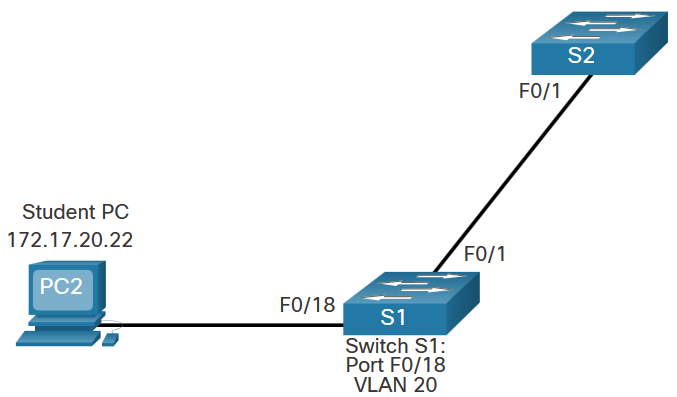 S2
F0/1
Student PC
172.17.20.22
F0/1
PC2
F0/18
S1
Switch S1:
Port F0/18
VLAN 20